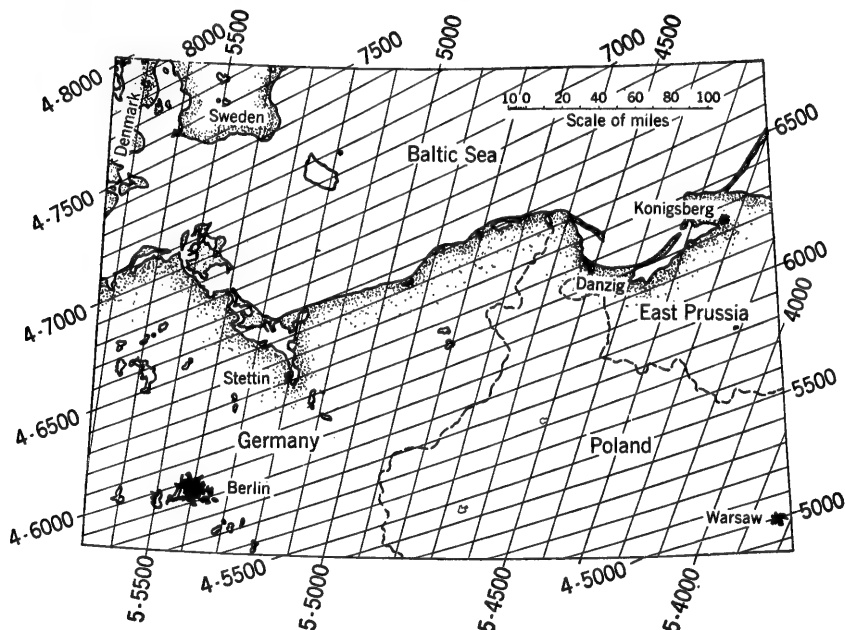 8000
5500
7500
5000
7000
4500
4-8000
10 0 20 40 60 80 100
Scale of miles
Denmark
Sweden
6500
Baltic Sea
4-7500
Konigsberg
6000
Danzig
4000
4-7000
East Prussia
Stettin
5500
4-6500
Germany
Poland
Berlin
4-6000
Warsaw
5000
5-5500
4-5500
5-5000
5-4500
4-5000
5-4000